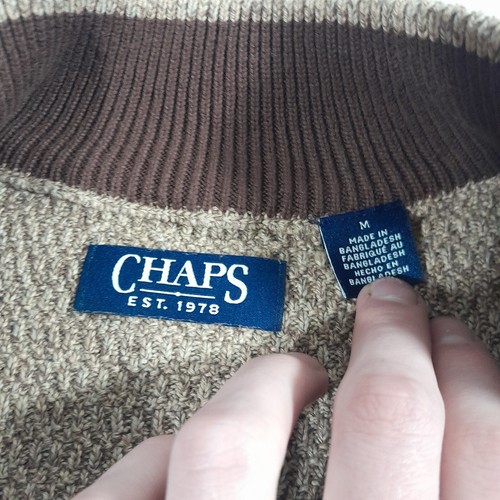 CHAPS
EST. 1978
M
MADE IN
BANGLADESH
FABRIQUÉ AU
BANGLADESH
HECHO EN
BANGLADESH